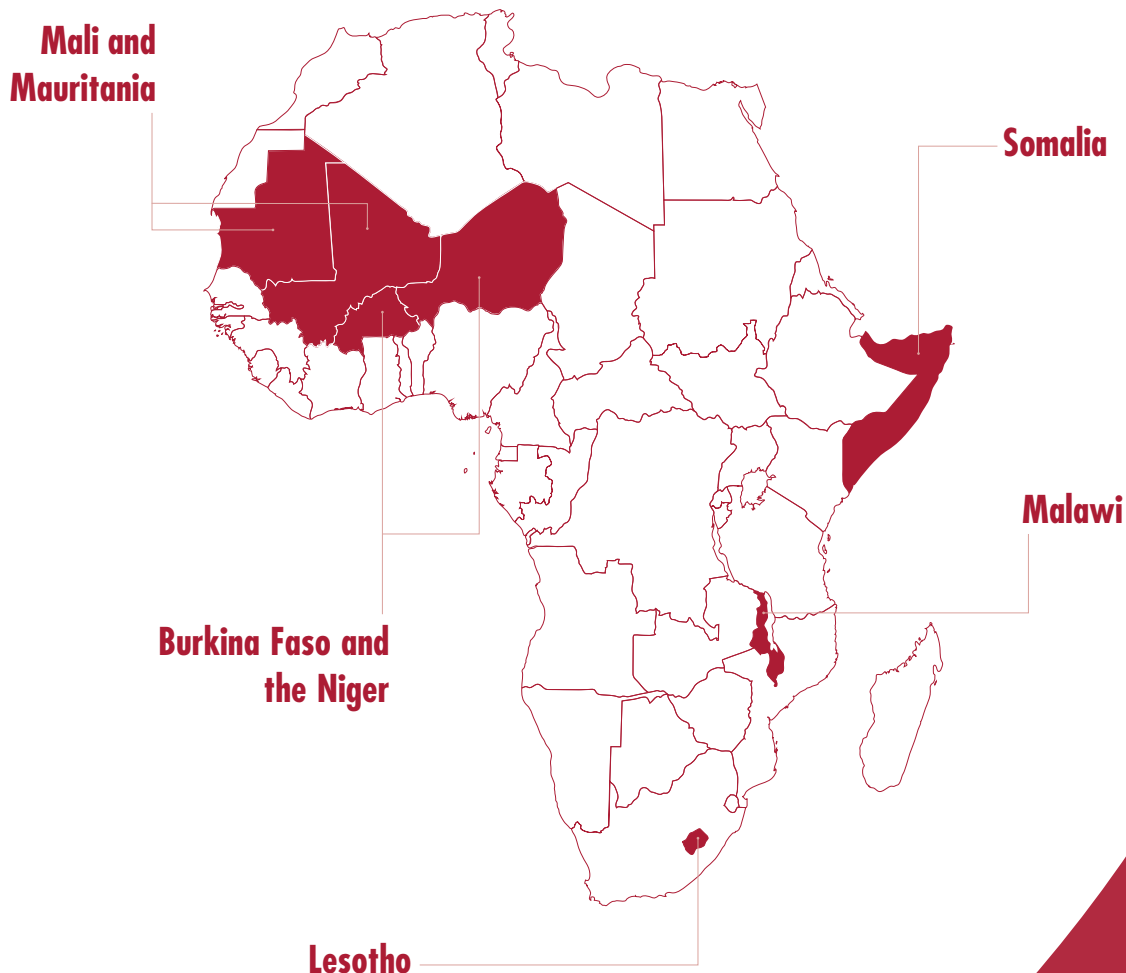 Mali and
Mauritania
Somalia
Malawi
Burkina Faso and
the Niger
Lesotho